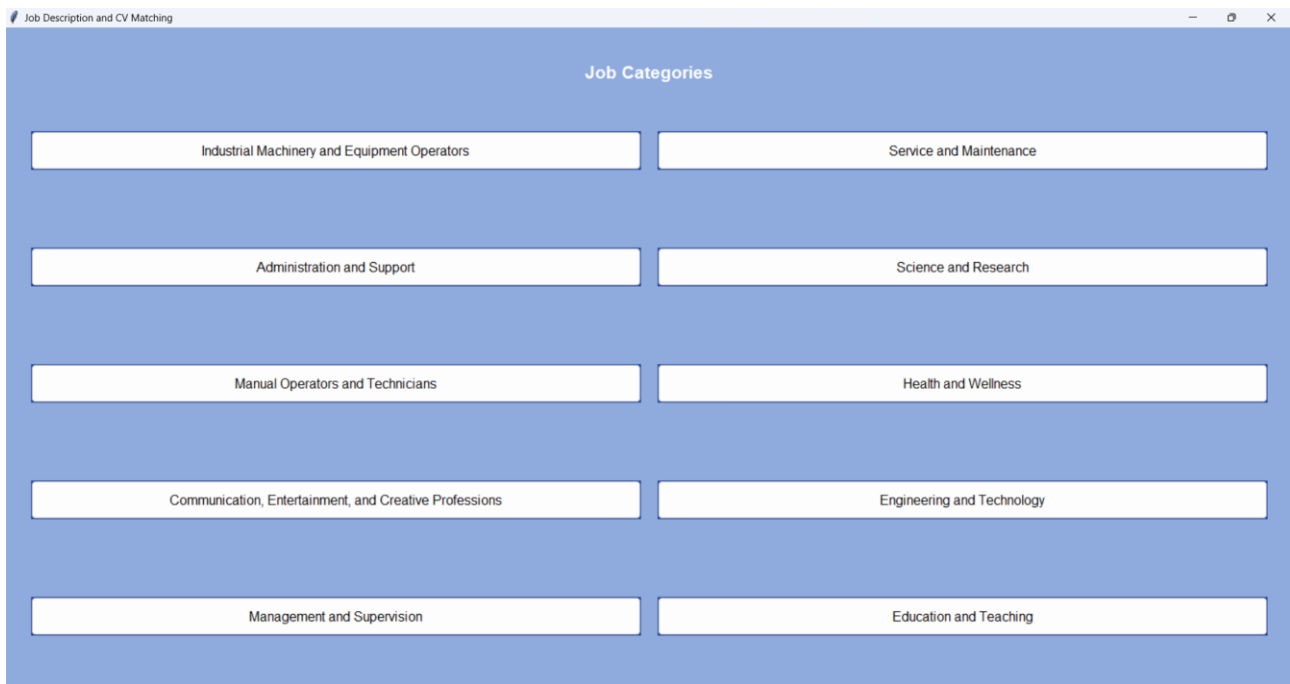 Job Description and CV Matching
Job Categories
Industrial Machinery and Equipment Operators
Service and Maintenance
Administration and Support
Science and Research
Manual Operators and Technicians
Health and Wellness
Communication, Entertainment, and Creative Professions
Engineering and Technology
Management and Supervision
Education and Teaching